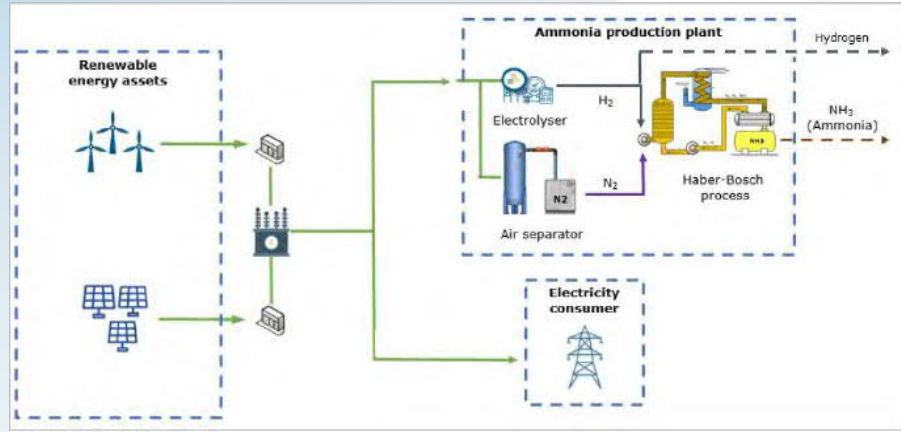 Renewable
energy assets
Ammonia production plant
Hydrogen
Electrolyser
H2
NH3
(Ammonia)
NH3
Haber-Bosch
process
N2
N2
Air separator
Electricity
consumer